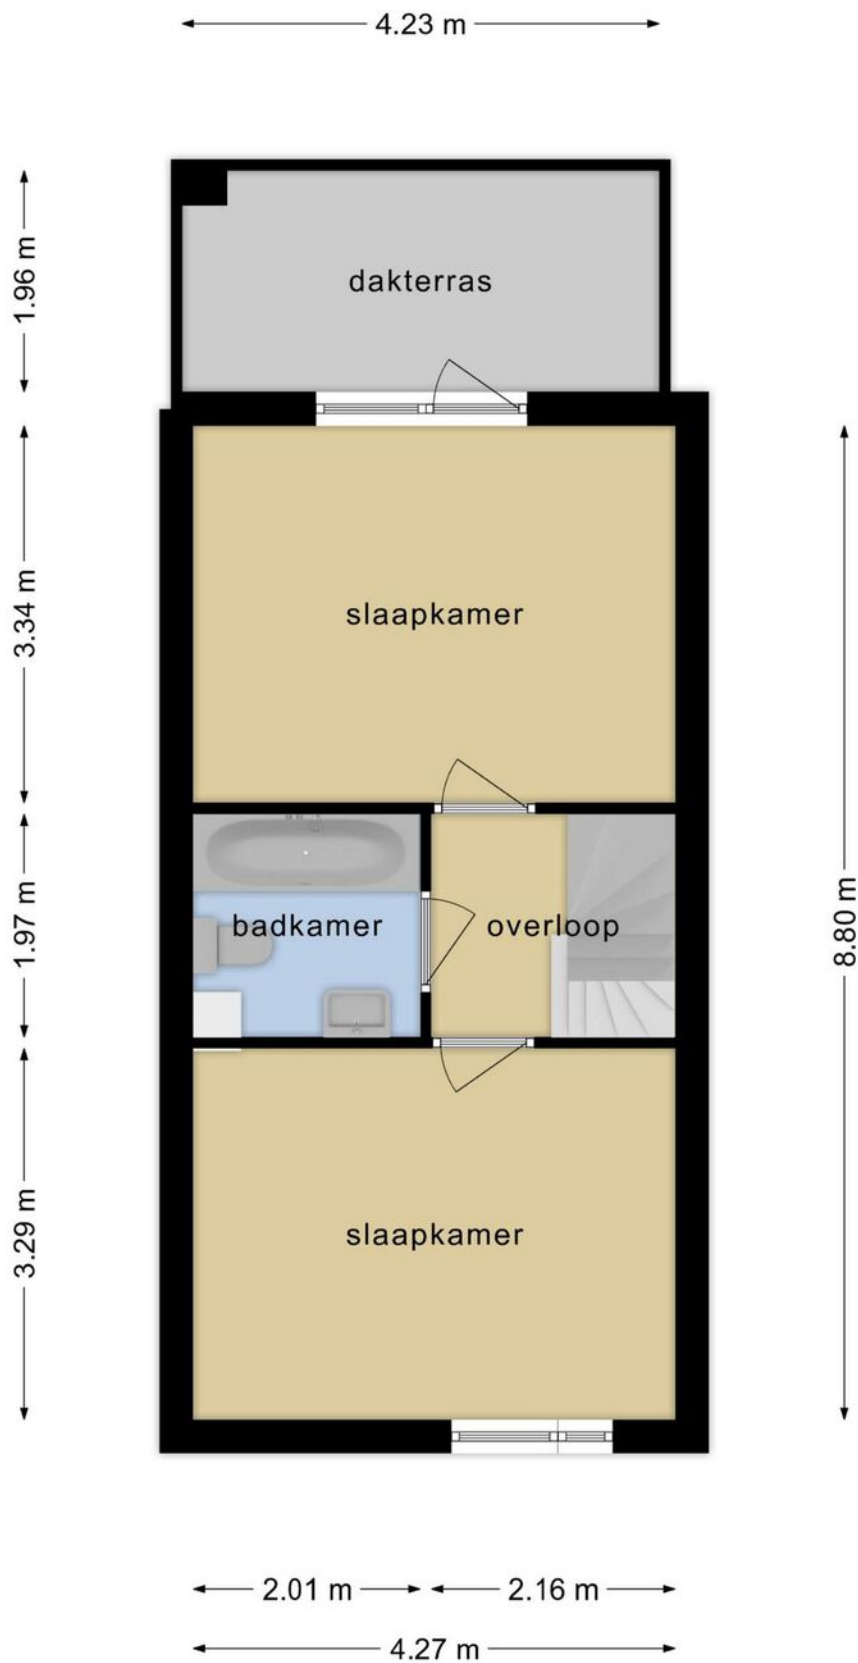 4.23 m
1.96 m
dakterras
3.34 m
slaapkamer
8.80 m
1.97 m
badkamer
overloop
3.29 m
slaapkamer
2.01 m
2.16 m
4.27 m